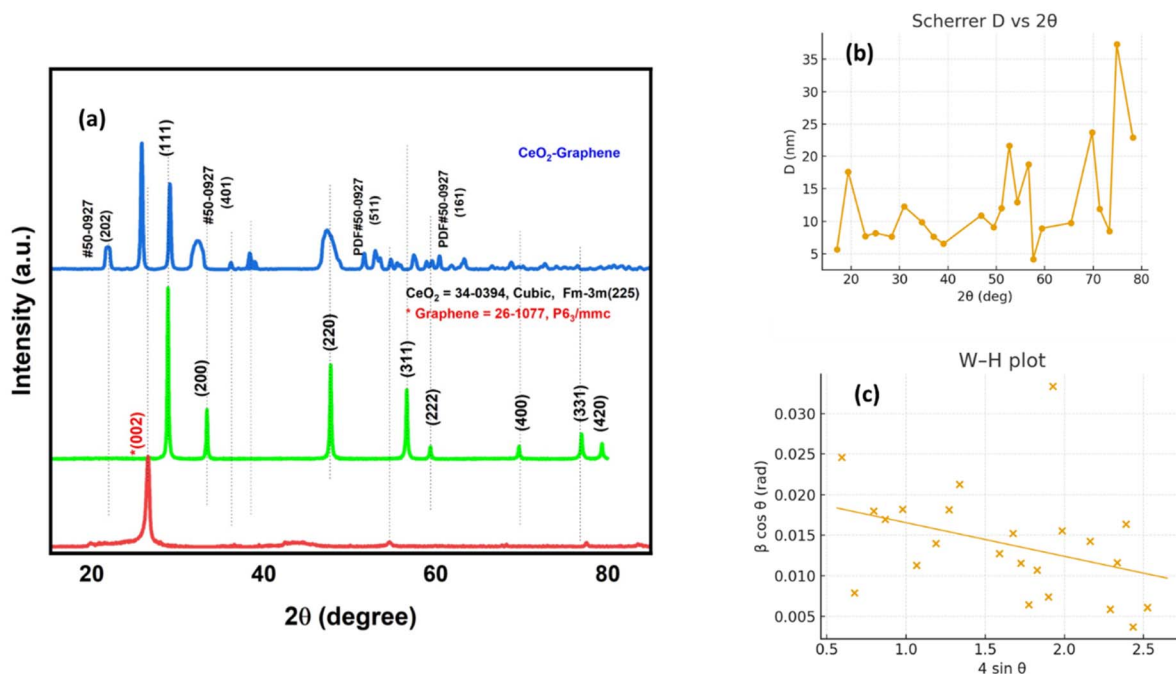 (a)
Intensity (a.u.)
CeO₂-Graphene
#50-0927
(202)
(111)
#50-0927
(401)
PDF#50-0927
(511)
PDF#50-0927
(161)
CeO₂ = 34-0394, Cubic, Fm-3m(225)
* Graphene = 26-1077, P6₃/mmc
*(002)
(200)
(220)
(311)
(222)
(400)
(331)
(420)
20 40 60 80
2θ (degree)
Scherrer D vs 2θ
(b)
D (nm)
35
30
25
20
15
10
5
20 30 40 50 60 70 80
2θ (deg)
W–H plot
(c)
β cos θ (rad)
0.030
0.025
0.020
0.015
0.010
0.005
0.5 1.0 1.5 2.0 2.5
4 sin θ